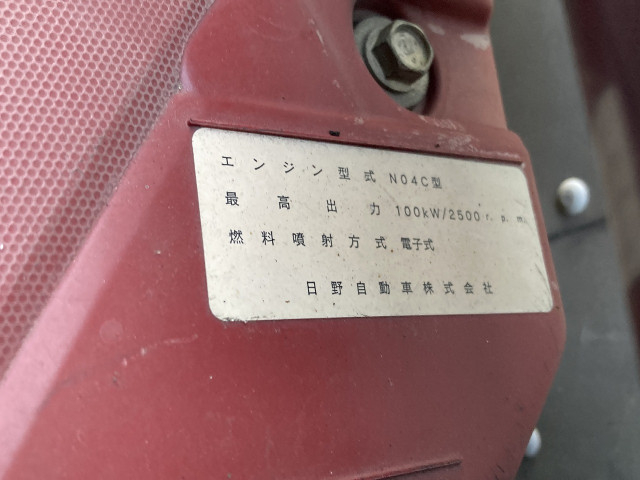 エンジン型式 N04C型
最高出力 100kW/2500r.p.m.
燃料噴射方式 電子式
日野自動車株式会社